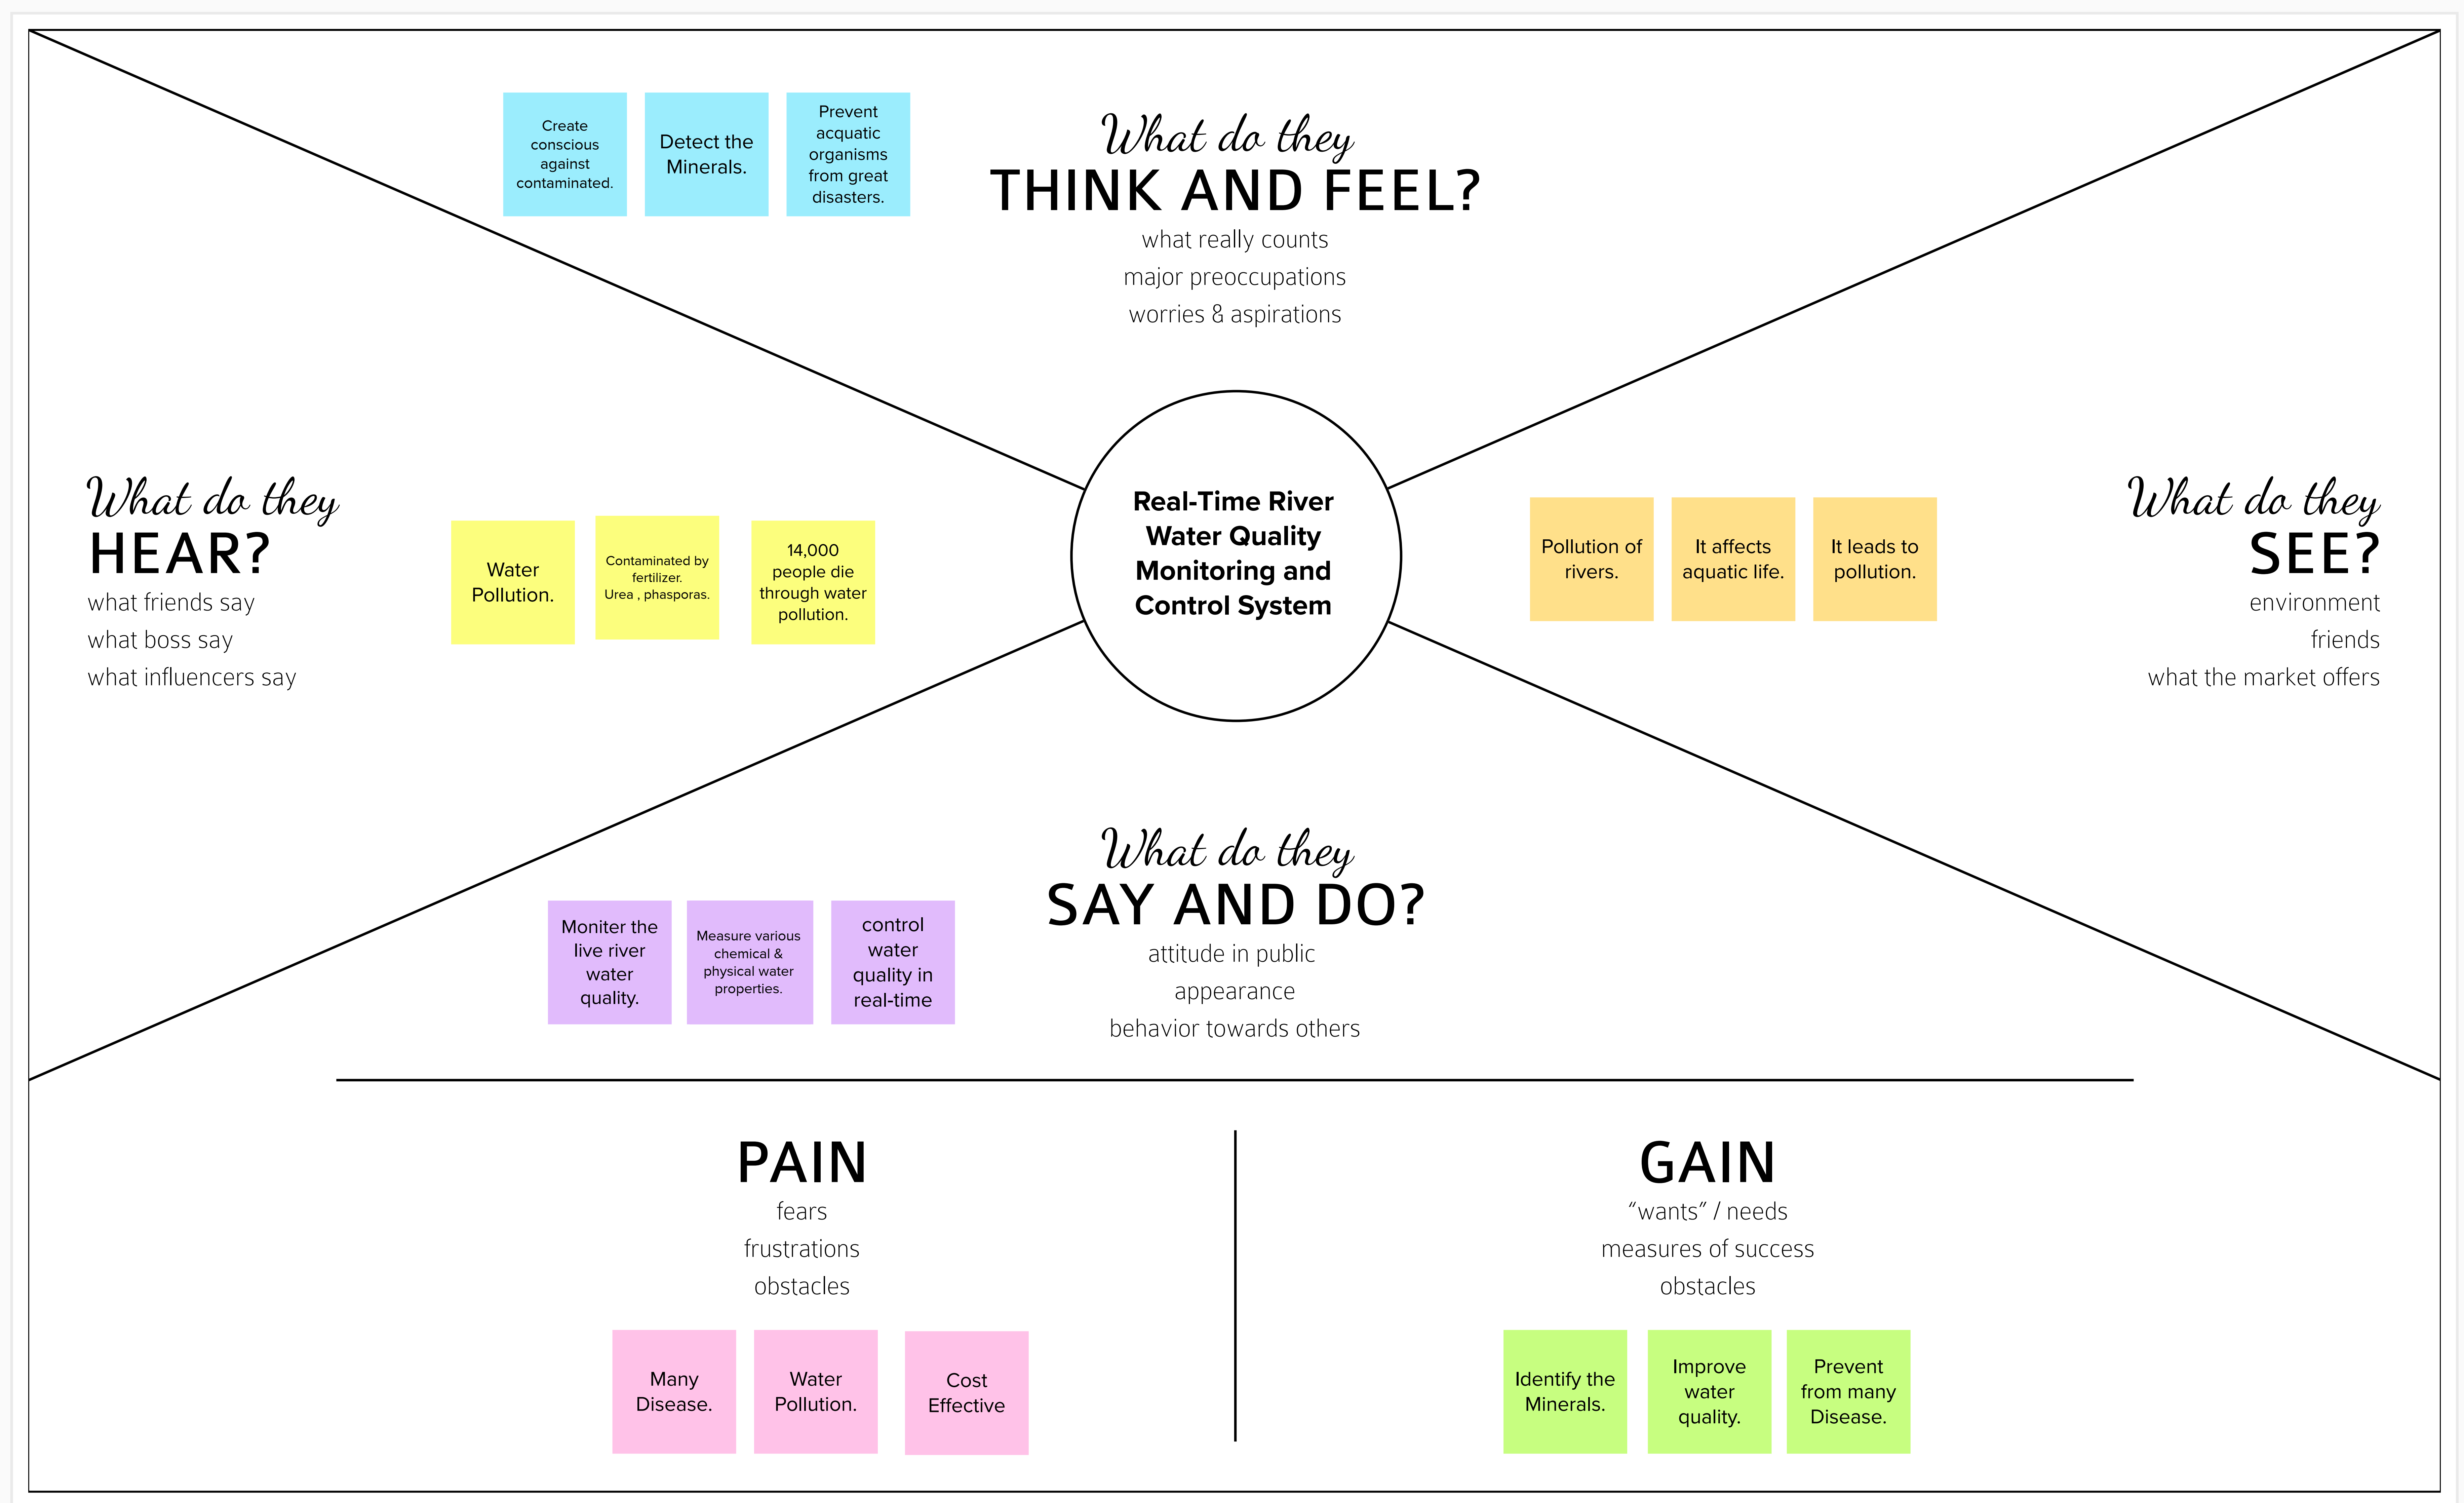 Create
conscious
against
contaminated.
Detect the
Minerals.
Prevent
acquatic
organisms
from great
disasters.
What do they
THINK AND FEEL?
what really counts
major preoccupations
worries & aspirations
What do they
HEAR?
what friends say
what boss say
what influencers say
Water
Pollution.
Contaminated by
fertilizer.
Urea , phasporas.
14,000
people die
through water
pollution.
Real-Time River
Water Quality
Monitoring and
Control System
Pollution of
rivers.
It affects
aquatic life.
It leads to
pollution.
What do they
SEE?
environment
friends
what the market offers
What do they
SAY AND DO?
attitude in public
appearance
behavior towards others
Moniter the
live river
water
quality.
Measure various
chemical &
physical water
properties.
control
water
quality in
real-time
PAIN
fears
frustrations
obstacles
Many
Disease.
Water
Pollution.
Cost
Effective
GAIN
“wants” / needs
measures of success
obstacles
Identify the
Minerals.
Improve
water
quality.
Prevent
from many
Disease.